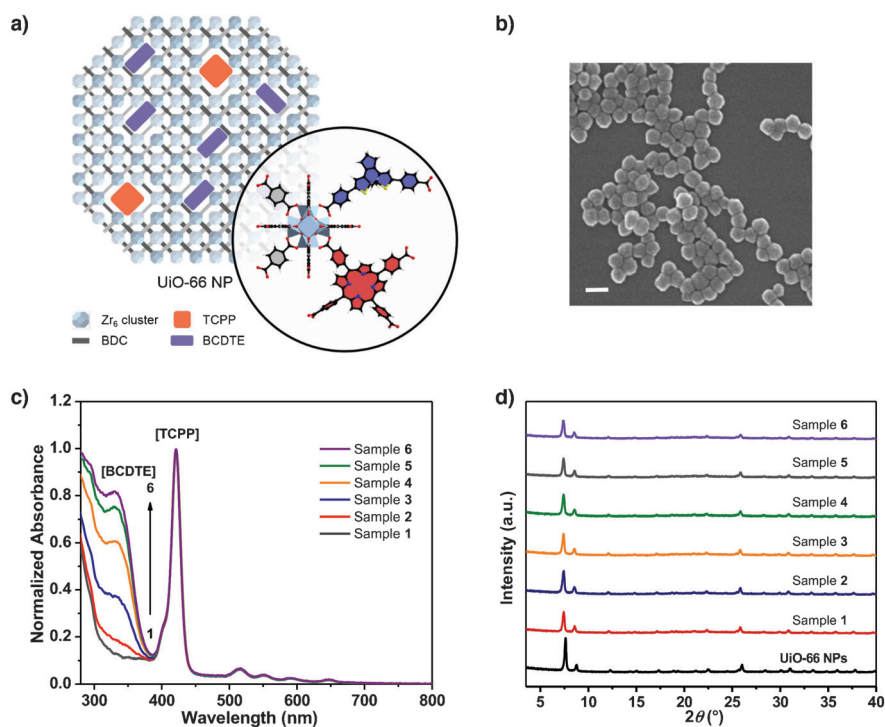 a)
UiO-66 NP
Zr₆ cluster
TCPP
BDC
BCDTE
b)
c)
Normalized Absorbance
1.2
1.0
0.8
0.6
0.4
0.2
0.0
280
400
500
600
700
800
Wavelength (nm)
[BCDTE]
6
1
[TCPP]
Sample 6
Sample 5
Sample 4
Sample 3
Sample 2
Sample 1
d)
Intensity (a.u.)
Sample 6
Sample 5
Sample 4
Sample 3
Sample 2
Sample 1
UiO-66 NPs
5
10
15
20
25
30
35
40
2θ (°)